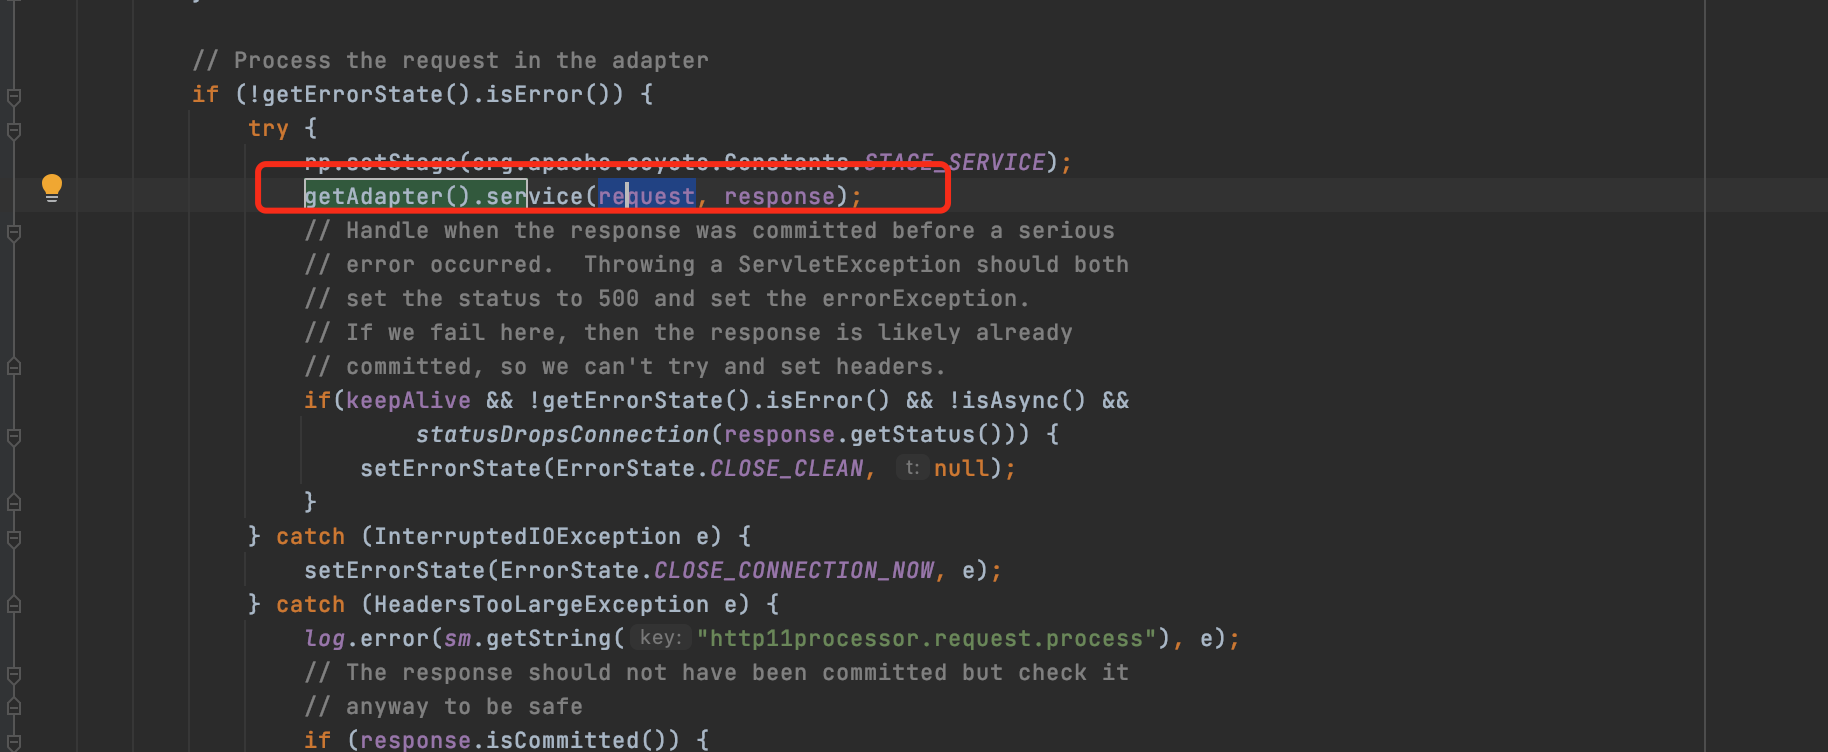 }
// Process the request in the adapter
if (!getErrorState().isError()) {
try {
rp.setStage(org.apache.coyote.Constants.STAGE_SERVICE);
getAdapter().service(request, response);
// Handle when the response was committed before a serious
// error occurred.  Throwing a ServletException should both
// set the status to 500 and set the errorException.
// If we fail here, then the response is likely already
// committed, so we can't try and set headers.
if(keepAlive && !getErrorState().isError() && !isAsync() &&
statusDropsConnection(response.getStatus())) {
setErrorState(ErrorState.CLOSE_CLEAN, t: null);
}
} catch (InterruptedIOException e) {
setErrorState(ErrorState.CLOSE_CONNECTION_NOW, e);
} catch (HeadersTooLargeException e) {
log.error(sm.getString( key: "http11processor.request.process"), e);
// The response should not have been committed but check it
// anyway to be safe
if (response.isCommitted()) {